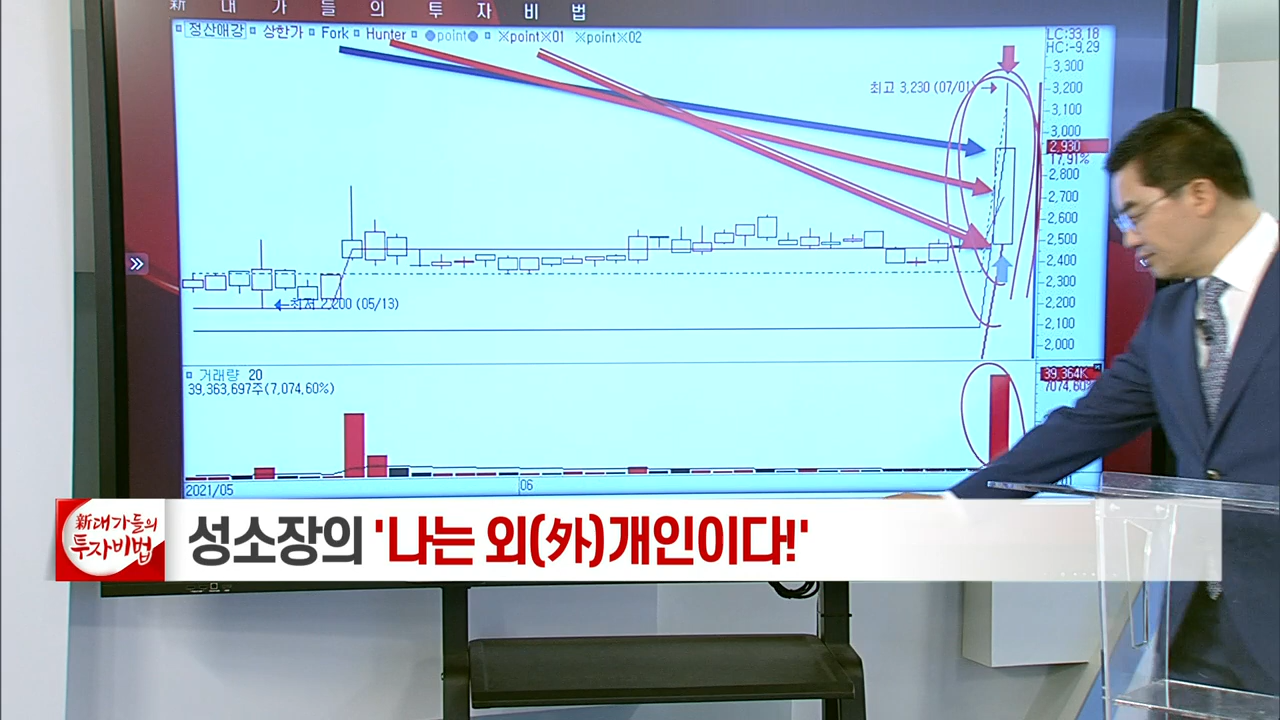 新 대 가 들 의 투 자 비 법
정산애강 상한가 Fork Hunter ●point● ※point※01 ※point※02
LC:33.18
HC:-9.29
3,300
최고 3,230 (07/01)
3,200
3,100
3,000
2,930
17.91%
2,800
2,700
2,600
2,500
2,400
2,300
최저 2,200 (05/13)
2,200
2,100
2,000
거래량 20
39,363,697주(7,074.60%)
39,364K
7074.60%
2021/05
06
新대가들의
투자비법
성소장의 '나는 외(外)개인이다!'